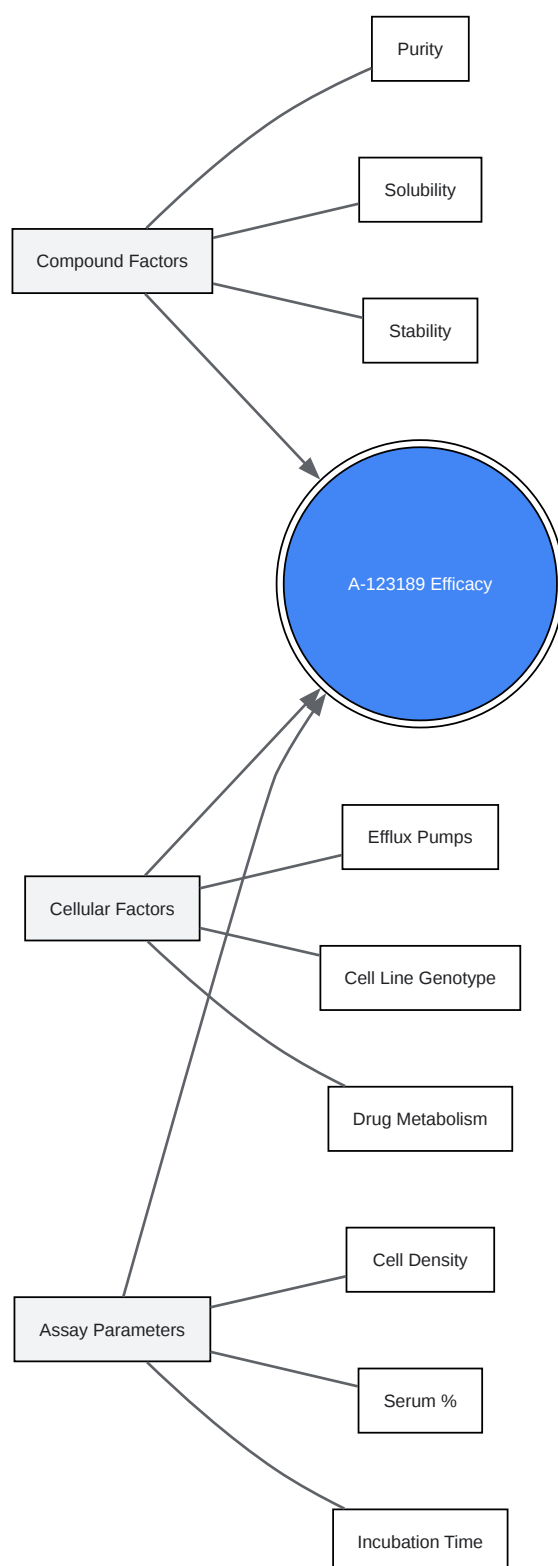 Purity
Solubility
Compound Factors
Stability
A-123189 Efficacy
Efflux Pumps
Cellular Factors
Cell Line Genotype
Drug Metabolism
Cell Density
Assay Parameters
Serum %
Incubation Time